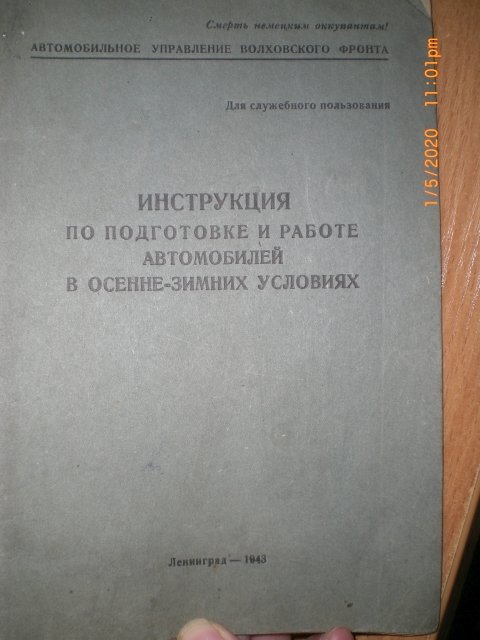 Смерть немецким оккупантам!
АВТОМОБИЛЬНОЕ УПРАВЛЕНИЕ ВОЛХОВСКОГО ФРОНТА
Для служебного пользования
ИНСТРУКЦИЯ
ПО ПОДГОТОВКЕ И РАБОТЕ
АВТОМОБИЛЕЙ
В ОСЕННЕ-ЗИМНИХ УСЛОВИЯХ
Ленинград — 1943
1/5/2020 11:01pm